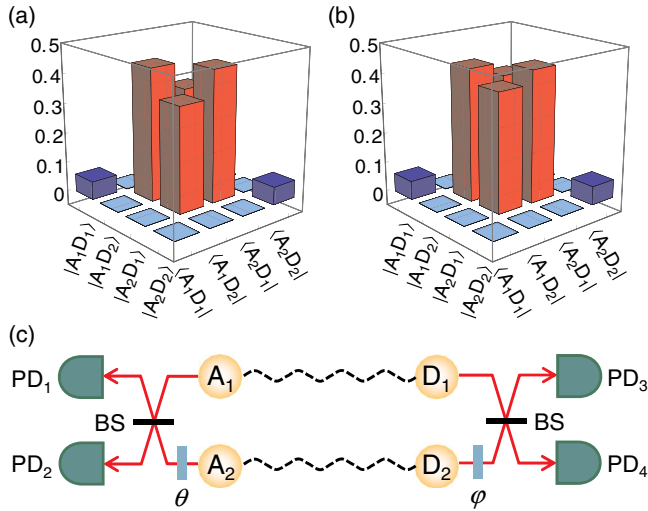 (a)
0.5
0.4
0.3
0.2
0.1
0
|A₁D₁⟩
|A₁D₂⟩
|A₂D₁⟩
|A₂D₂⟩
⟨A₁D₁|
⟨A₁D₂|
⟨A₂D₁|
⟨A₂D₂|
(b)
0.5
0.4
0.3
0.2
0.1
0
|A₁D₁⟩
|A₁D₂⟩
|A₂D₁⟩
|A₂D₂⟩
⟨A₁D₁|
⟨A₁D₂|
⟨A₂D₁|
⟨A₂D₂|
(c)
PD₁ A₁ D₁ PD₃
BS BS
PD₂ A₂ D₂ PD₄
θ φ